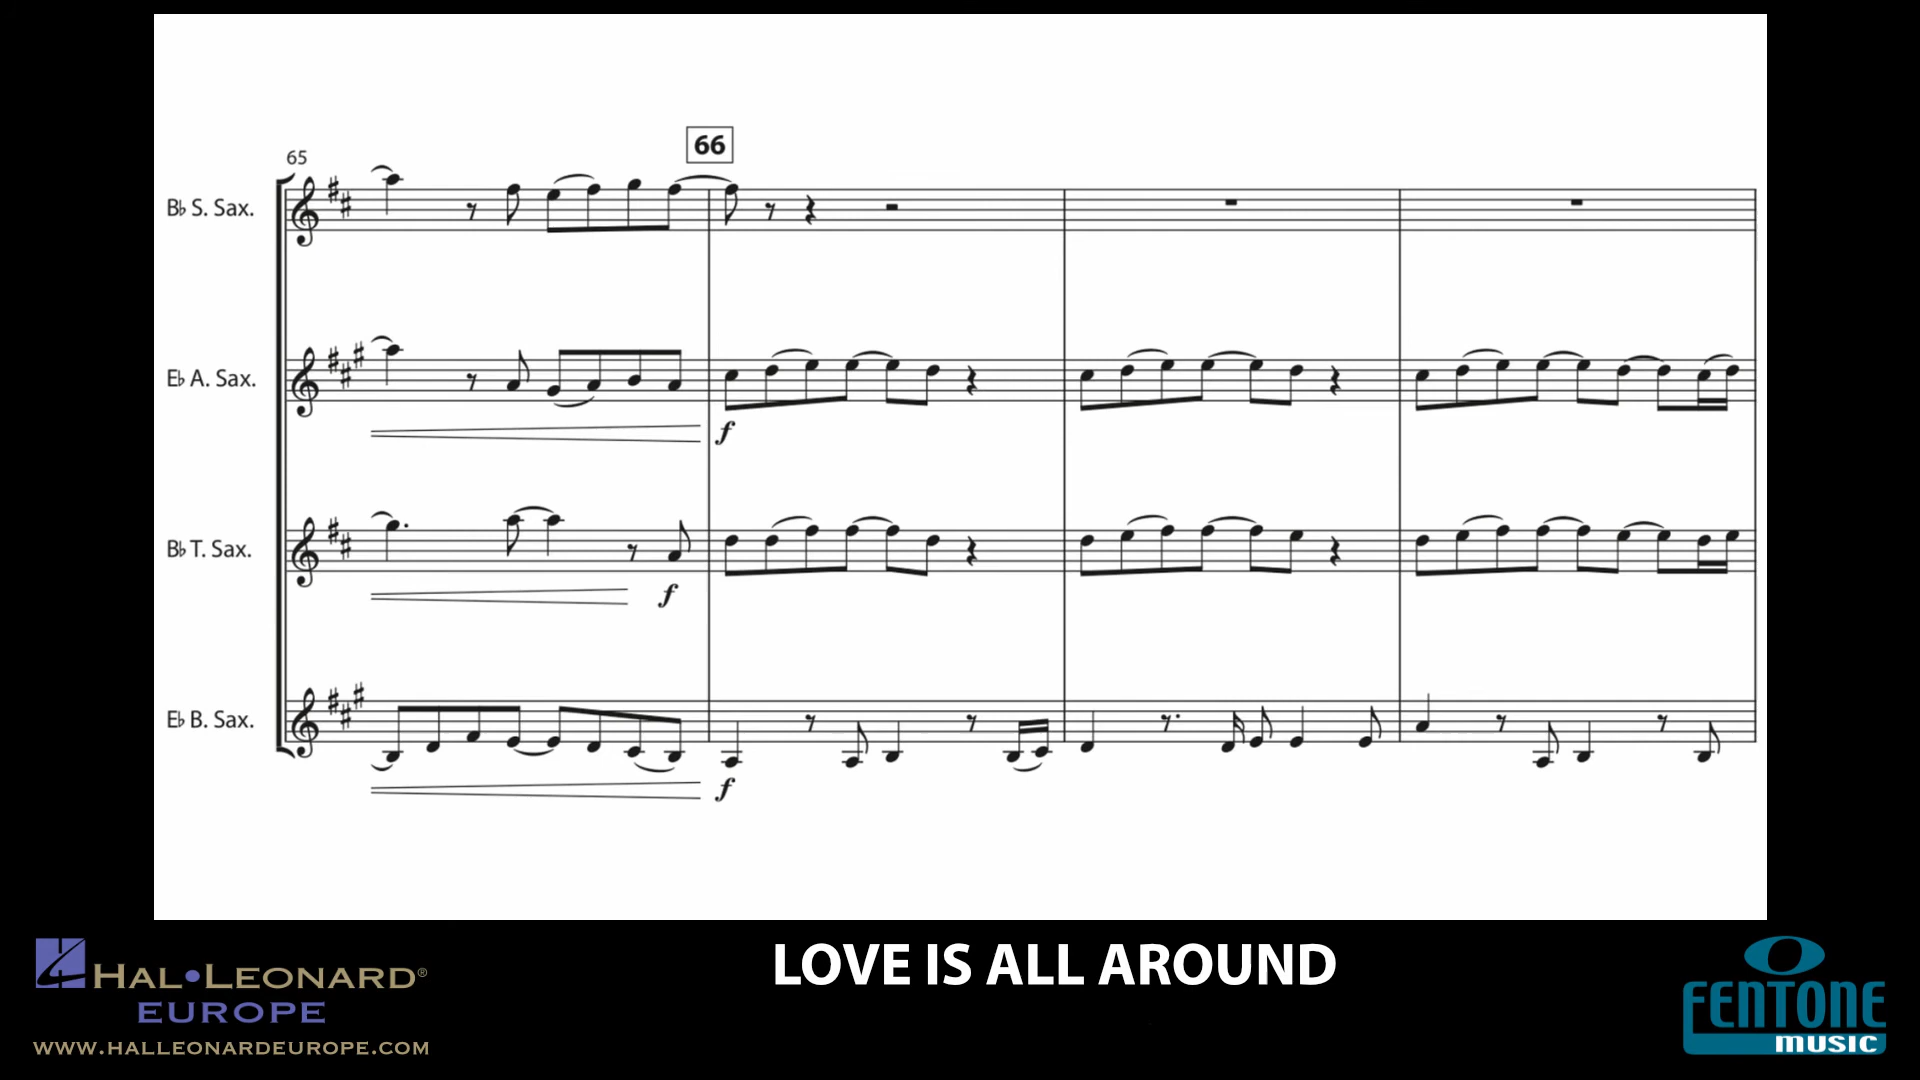 66
65
B♭ S. Sax.
E♭ A. Sax.
f
B♭ T. Sax.
f
E♭ B. Sax.
f
LOVE IS ALL AROUND
HAL•LEONARD®
EUROPE
WWW.HALLEONARDEUROPE.COM
FENTONE
music